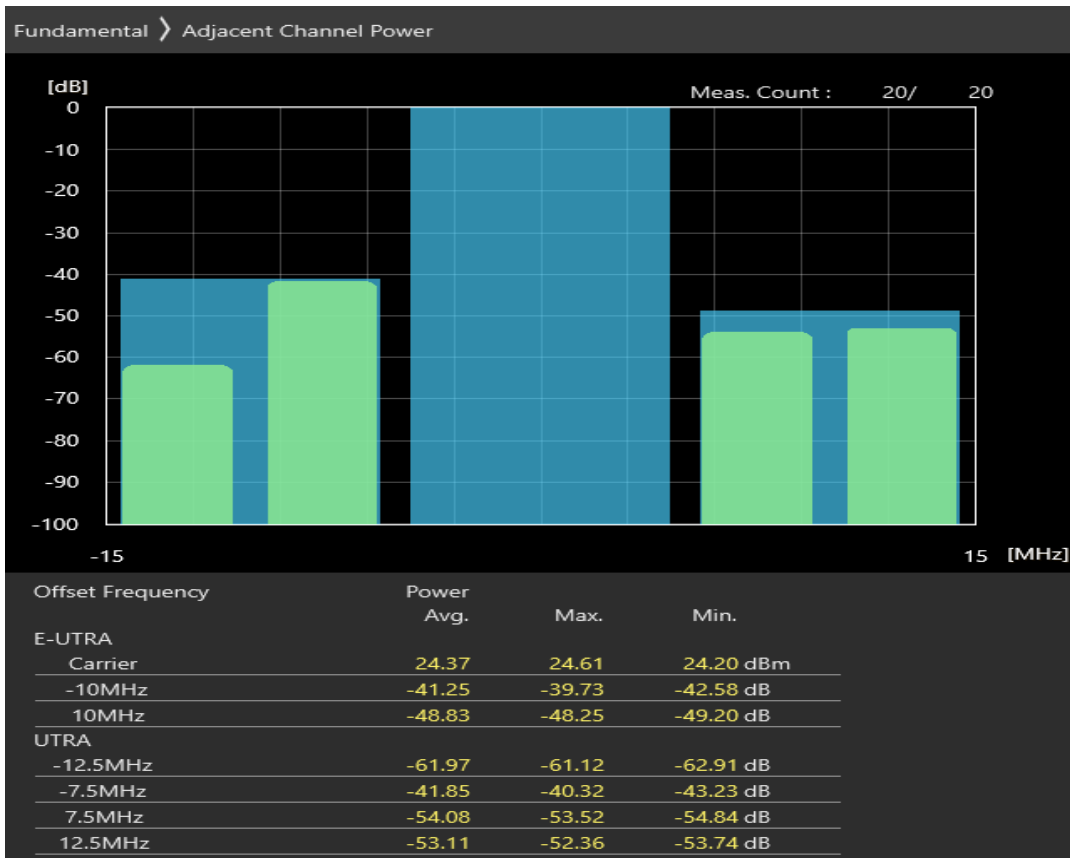 Fundamental ❭ Adjacent Channel Power
[dB]
Meas. Count : 20/ 20
0
-10
-20
-30
-40
-50
-60
-70
-80
-90
-100
-15 15 [MHz]
Offset Frequency Power
Avg. Max. Min.
E-UTRA
Carrier 24.37 24.61 24.20 dBm
-10MHz -41.25 -39.73 -42.58 dB
10MHz -48.83 -48.25 -49.20 dB
UTRA
-12.5MHz -61.97 -61.12 -62.91 dB
-7.5MHz -41.85 -40.32 -43.23 dB
7.5MHz -54.08 -53.52 -54.84 dB
12.5MHz -53.11 -52.36 -53.74 dB